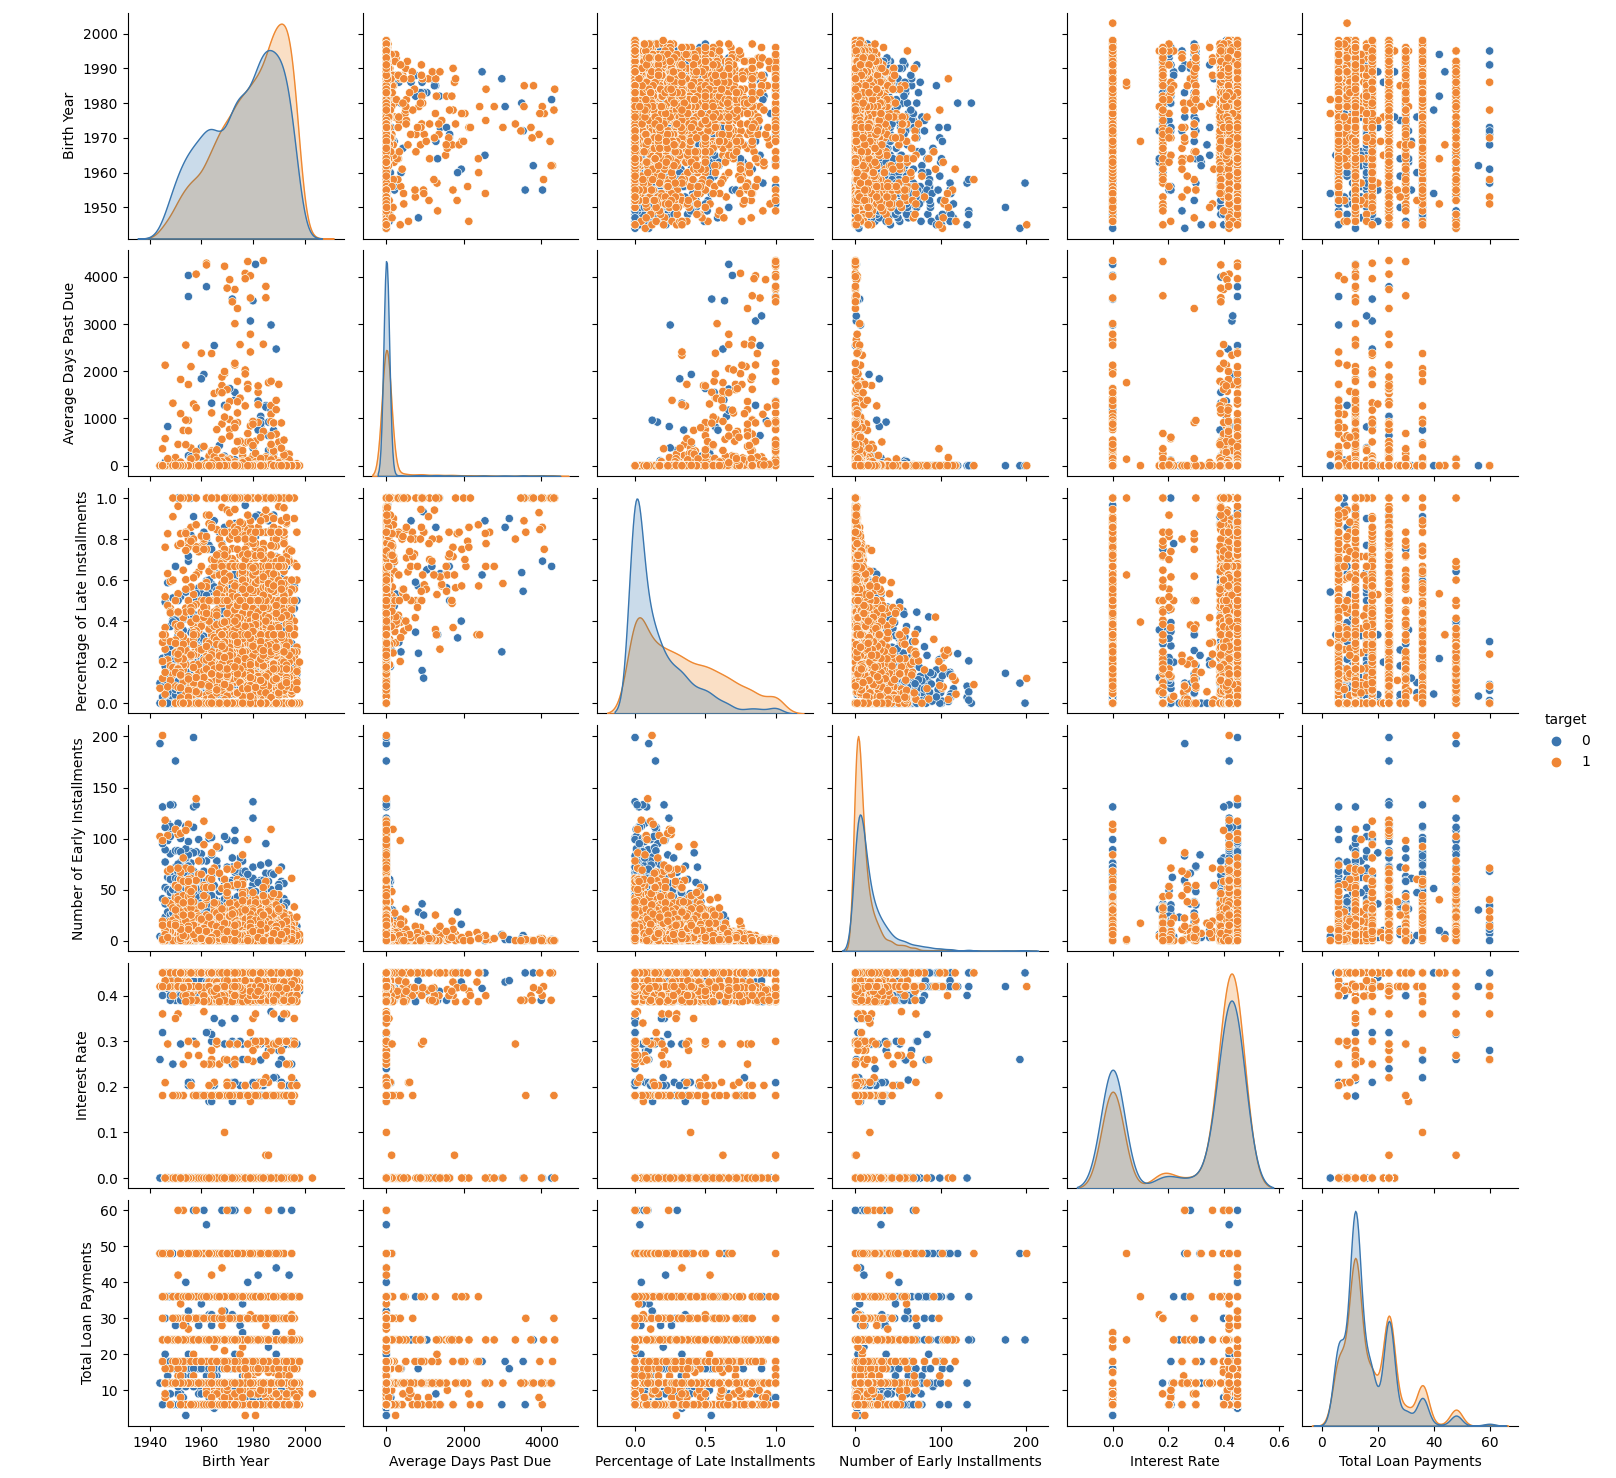 2000
1990
1980
1970
1960
1950
Birth Year
4000
3000
2000
1000
0
Average Days Past Due
1.0
0.8
0.6
0.4
0.2
0.0
Percentage of Late Installments
target
0
1
200
150
100
50
0
Number of Early Installments
0.4
0.3
0.2
0.1
0.0
Interest Rate
60
50
40
30
20
10
Total Loan Payments
1940 1960 1980 2000
Birth Year
0 2000 4000
Average Days Past Due
0.0 0.5 1.0
Percentage of Late Installments
0 100 200
Number of Early Installments
0.0 0.2 0.4 0.6
Interest Rate
0 20 40 60
Total Loan Payments